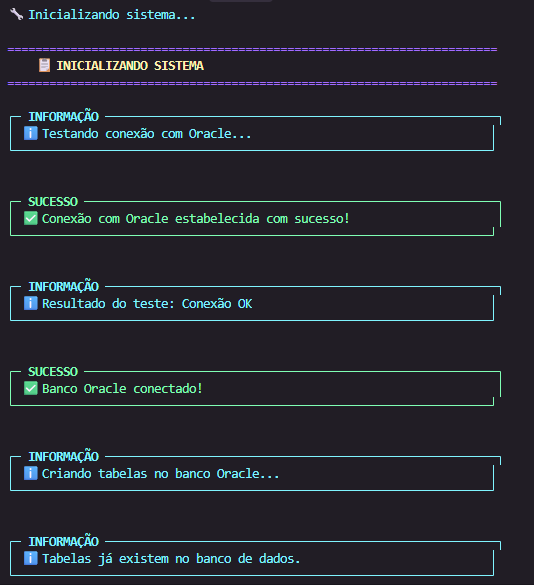 Inicializando sistema...
INICIALIZANDO SISTEMA
INFORMAÇÃO
Testando conexão com Oracle...
SUCESSO
Conexão com Oracle estabelecida com sucesso!
INFORMAÇÃO
Resultado do teste: Conexão OK
SUCESSO
Banco Oracle conectado!
INFORMAÇÃO
Criando tabelas no banco Oracle...
INFORMAÇÃO
Tabelas já existem no banco de dados.